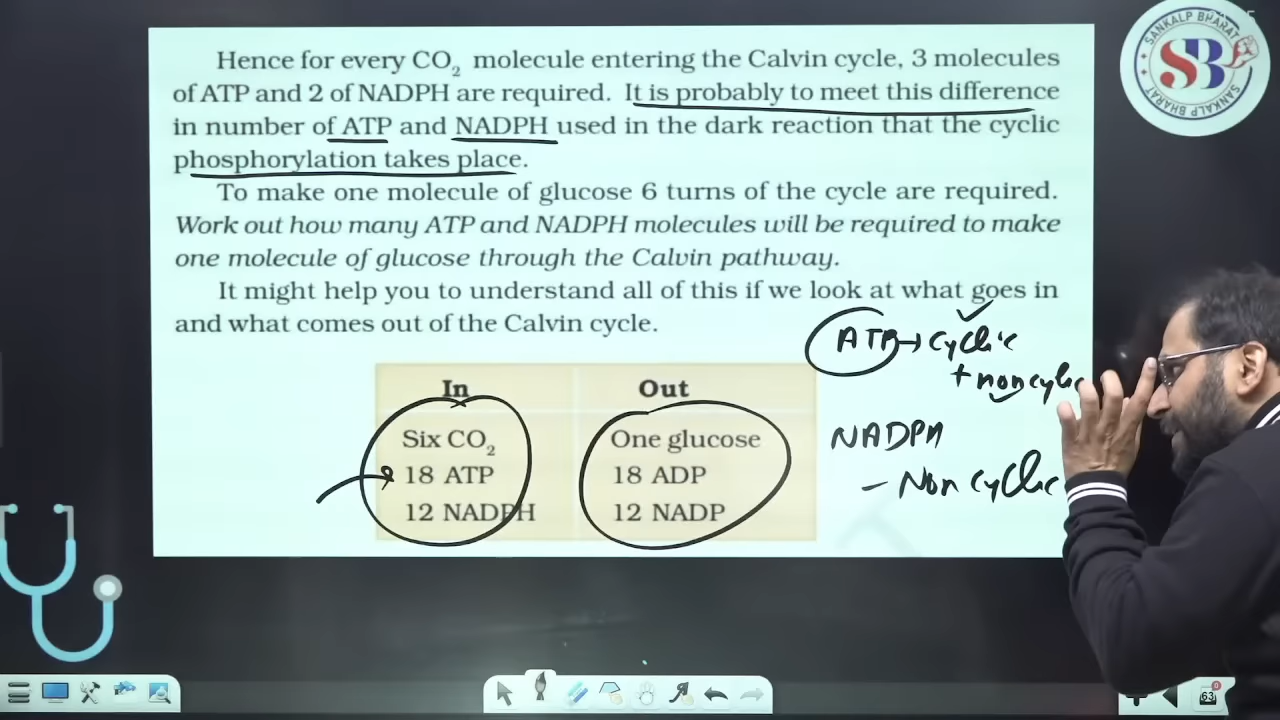 Hence for every CO₂ molecule entering the Calvin cycle, 3 molecules
of ATP and 2 of NADPH are required. It is probably to meet this difference
in number of ATP and NADPH used in the dark reaction that the cyclic
phosphorylation takes place.
To make one molecule of glucose 6 turns of the cycle are required.
Work out how many ATP and NADPH molecules will be required to make
one molecule of glucose through the Calvin pathway.
It might help you to understand all of this if we look at what goes in
and what comes out of the Calvin cycle.
In Out
Six CO₂ One glucose
18 ATP 18 ADP
12 NADPH 12 NADP
ATP → cyclic
+ noncyclic
NADPH
– Non cyclic
SANKALP BHARAT
SB
SANKALP BHARAT
63